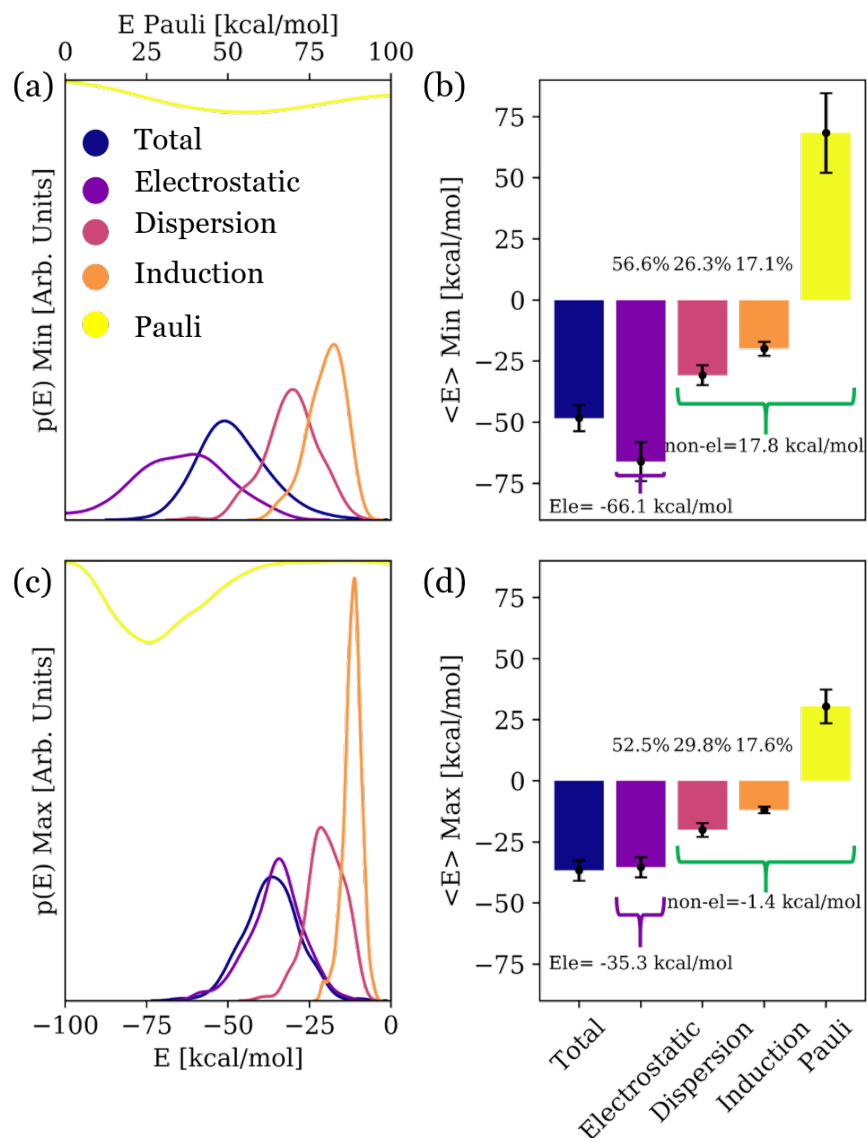 E Pauli [kcal/mol]
0 25 50 75 100
(a)
p(E) Min [Arb. Units]
Total
Electrostatic
Dispersion
Induction
Pauli
(b)
<E> Min [kcal/mol]
75
50
25
0
−25
−50
−75
56.6% 26.3% 17.1%
non-el=17.8 kcal/mol
Ele= -66.1 kcal/mol
(c)
p(E) Max [Arb. Units]
−100 −75 −50 −25 0
E [kcal/mol]
(d)
<E> Max [kcal/mol]
75
50
25
0
−25
−50
−75
52.5% 29.8% 17.6%
non-el=-1.4 kcal/mol
Ele= -35.3 kcal/mol
Total
Electrostatic
Dispersion
Induction
Pauli